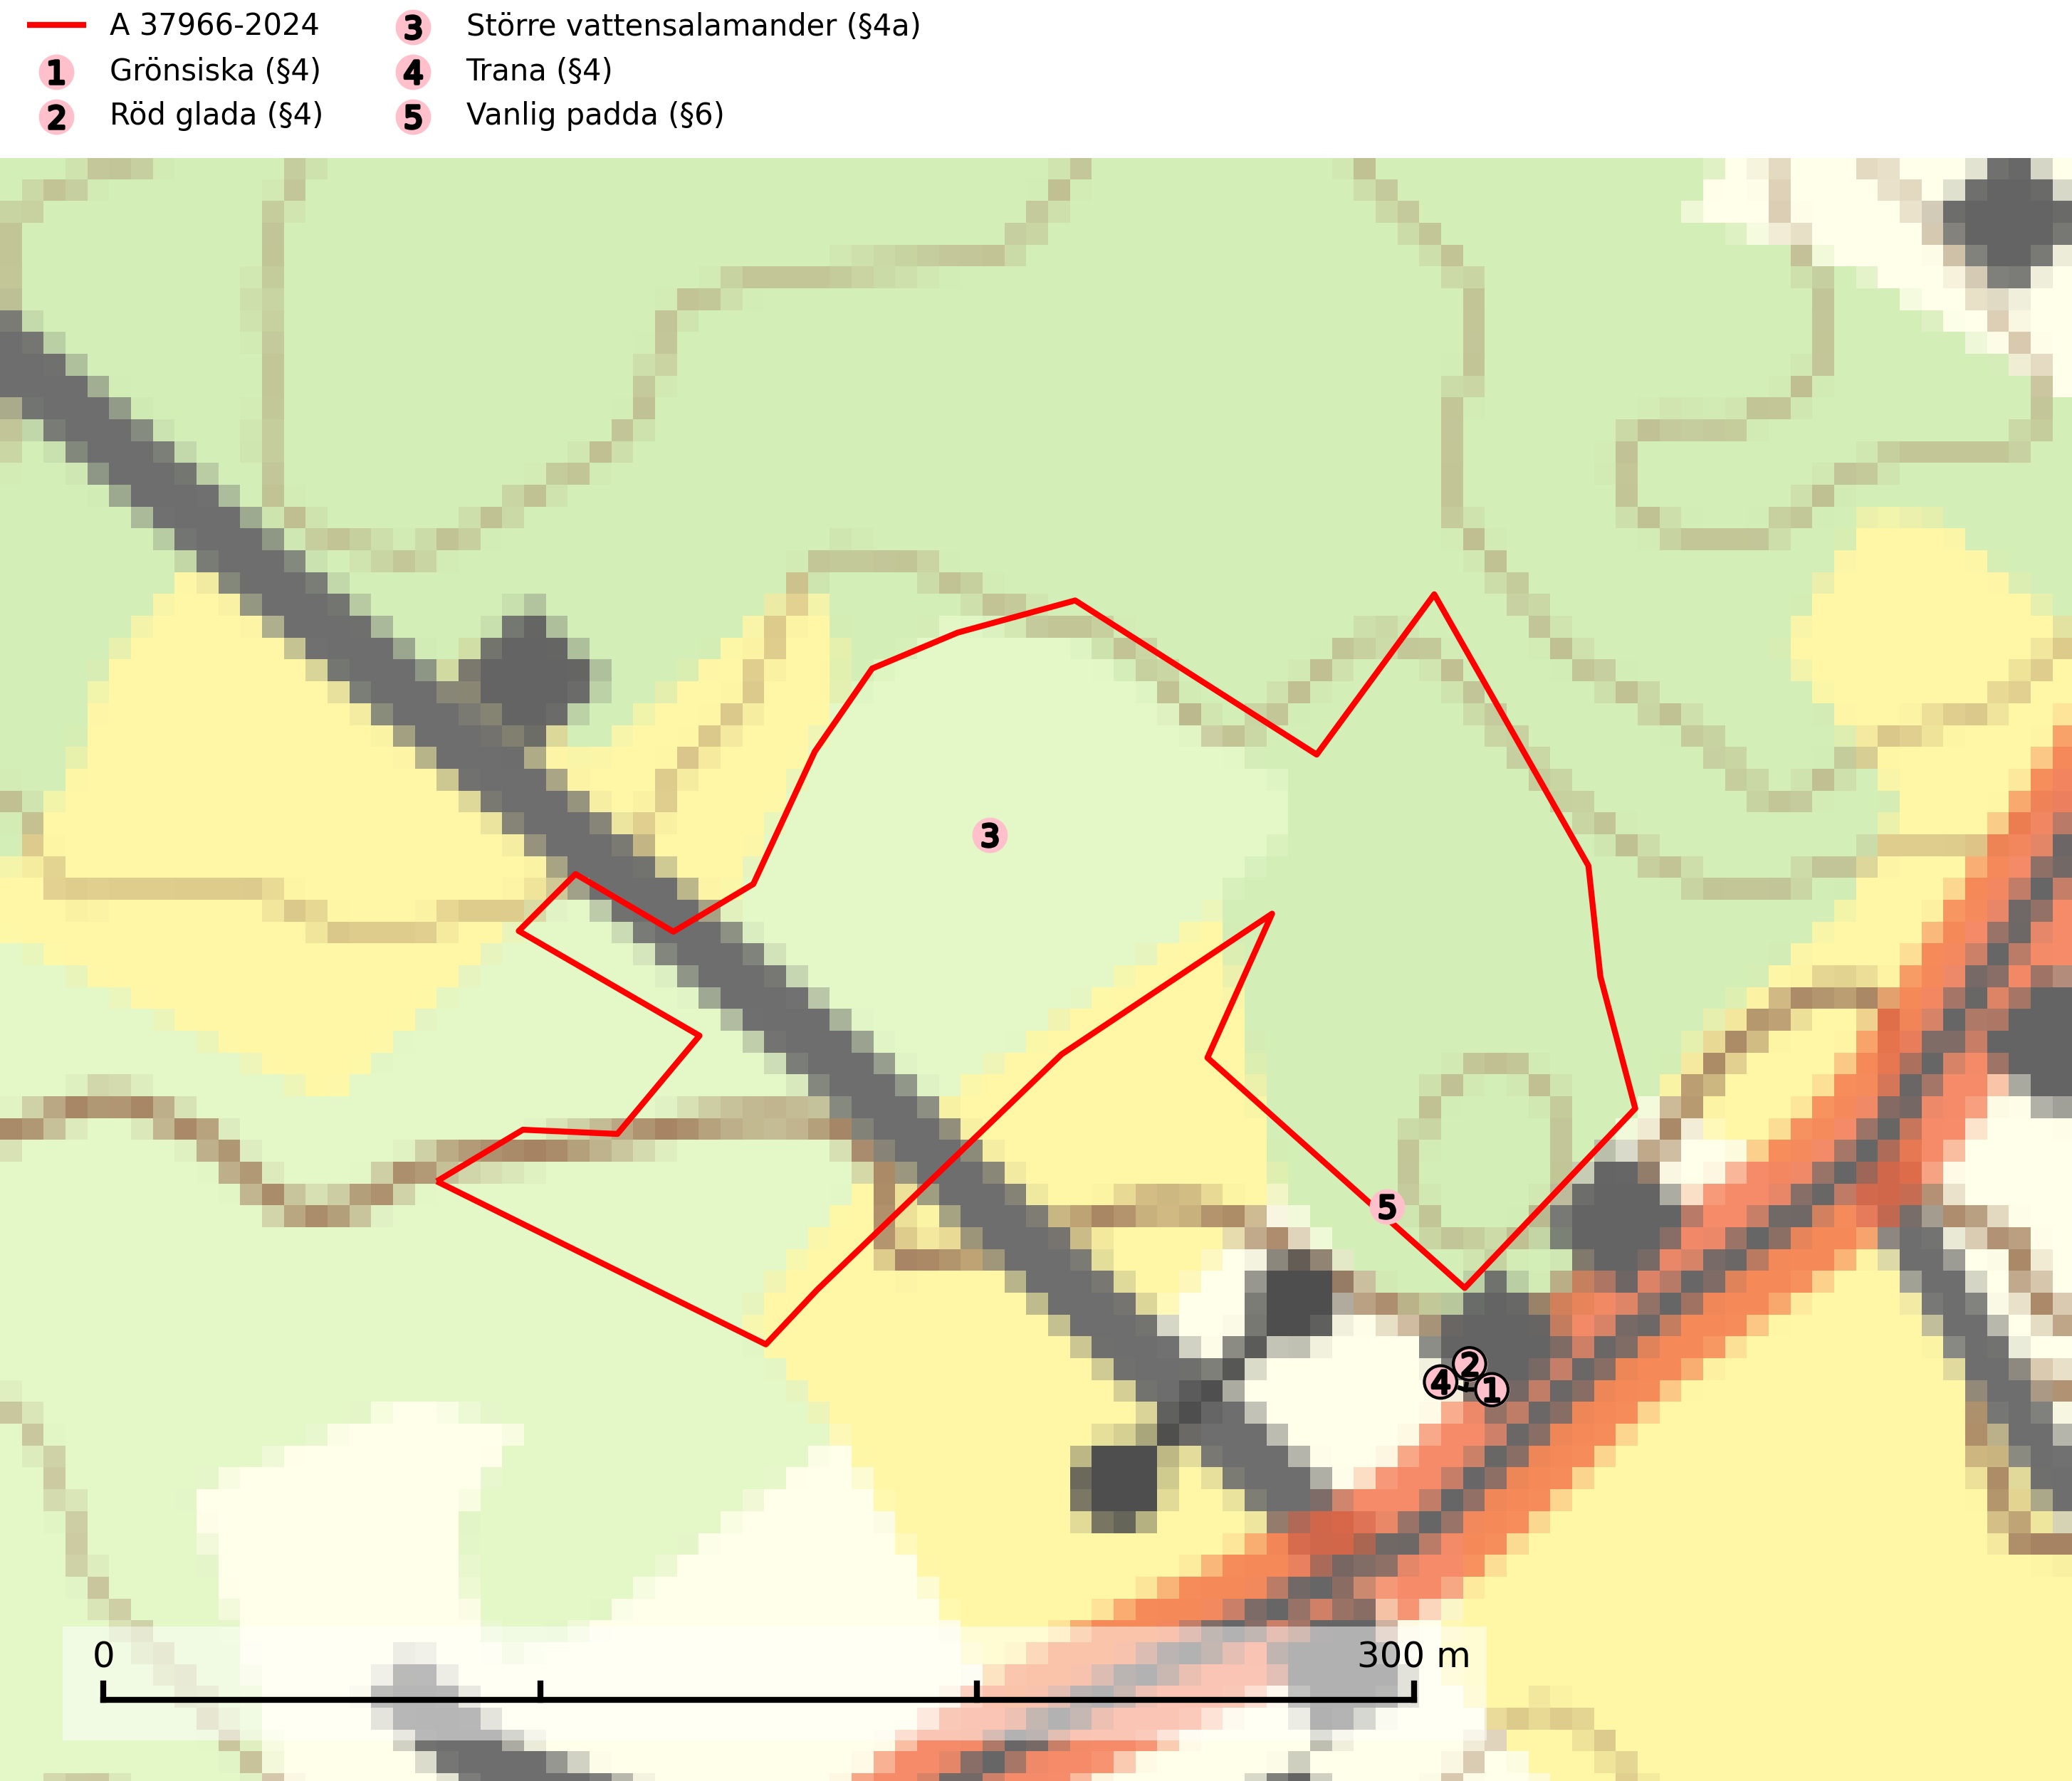 A 37966-2024
1 Grönsiska (§4)
2 Röd glada (§4)
3 Större vattensalamander (§4a)
4 Trana (§4)
5 Vanlig padda (§6)
3
5
2
4
1
0
300 m